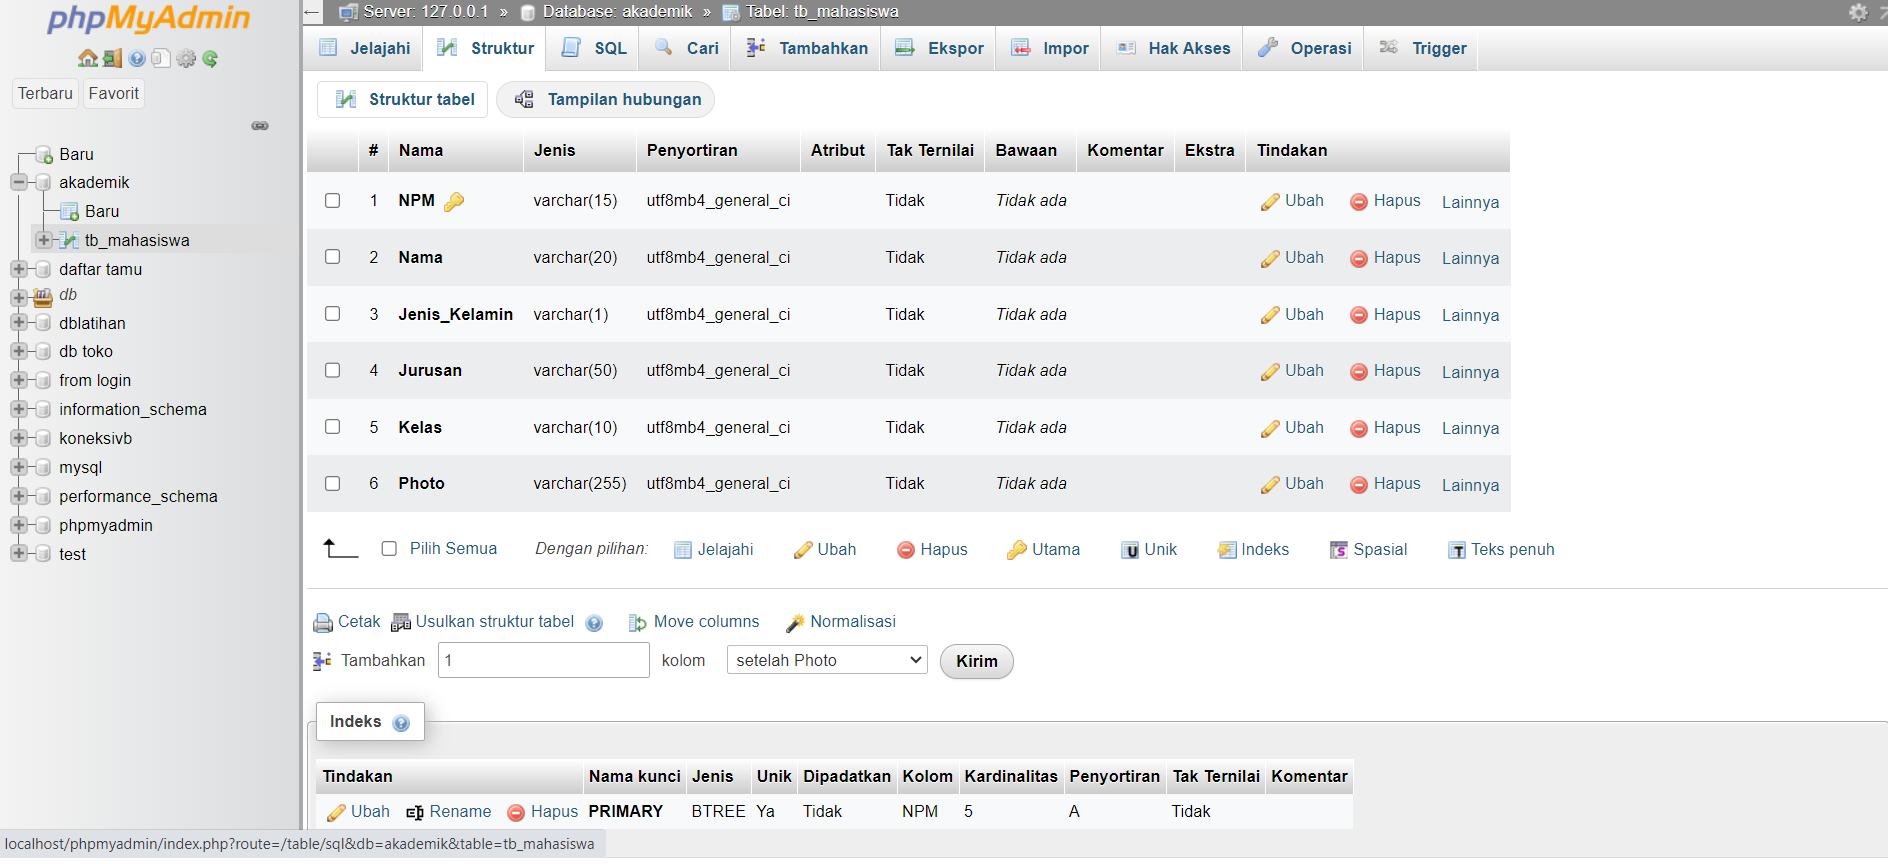 phpMyAdmin
Terbaru Favorit
Baru
akademik
Baru
tb_mahasiswa
daftar tamu
db
dblatihan
db toko
from login
information_schema
koneksivb
mysql
performance_schema
phpmyadmin
test
← Server: 127.0.0.1 » Database: akademik » Tabel: tb_mahasiswa
Jelajahi Struktur SQL Cari Tambahkan Ekspor Impor Hak Akses Operasi Trigger
Struktur tabel Tampilan hubungan
# Nama Jenis Penyortiran Atribut Tak Ternilai Bawaan Komentar Ekstra Tindakan
1 NPM varchar(15) utf8mb4_general_ci Tidak Tidak ada Ubah Hapus Lainnya
2 Nama varchar(20) utf8mb4_general_ci Tidak Tidak ada Ubah Hapus Lainnya
3 Jenis_Kelamin varchar(1) utf8mb4_general_ci Tidak Tidak ada Ubah Hapus Lainnya
4 Jurusan varchar(50) utf8mb4_general_ci Tidak Tidak ada Ubah Hapus Lainnya
5 Kelas varchar(10) utf8mb4_general_ci Tidak Tidak ada Ubah Hapus Lainnya
6 Photo varchar(255) utf8mb4_general_ci Tidak Tidak ada Ubah Hapus Lainnya
Pilih Semua Dengan pilihan: Jelajahi Ubah Hapus Utama Unik Indeks Spasial Teks penuh
Cetak Usulkan struktur tabel Move columns Normalisasi
Tambahkan 1 kolom setelah Photo Kirim
Indeks
Tindakan Nama kunci Jenis Unik Dipadatkan Kolom Kardinalitas Penyortiran Tak Ternilai Komentar
Ubah Rename Hapus PRIMARY BTREE Ya Tidak NPM 5 A Tidak
localhost/phpmyadmin/index.php?route=/table/sql&db=akademik&table=tb_mahasiswa